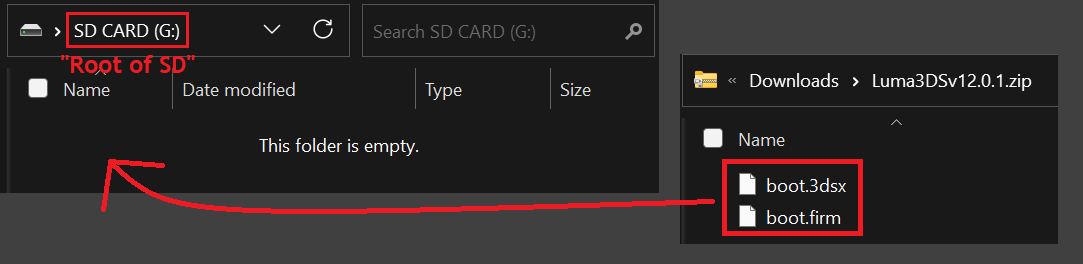 SD CARD (G:)
Search SD CARD (G:)
"Root of SD"
Name
Date modified
Type
Size
This folder is empty.
« Downloads > Luma3DSv12.0.1.zip
Name
boot.3dsx
boot.firm